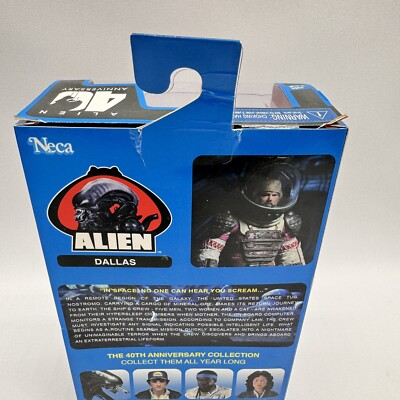 ALIEN
ANNIVERSARY
40
WARNING:
CHOKING HA
Neca
ALIEN
DALLAS
"IN SPACE NO ONE CAN HEAR YOU SCREAM..."
IN A REMOTE REGION OF THE GALAXY, THE UNITED STATES SPACE TUG
NOSTROMO, CARRYING A CARGO OF MINERAL ORE, MAKES ITS RETURN JOURNEY
TO EARTH. THE SHIP'S CREW - FIVE MEN, TWO WOMEN AND A CAT - ARE AWAKENED
FROM THEIR HYPERSLEEP CHAMBERS WHEN MOTHER, THE ONBOARD COMPUTER
MONITORS A STRANGE TRANSMISSION. ACCORDING TO COMPANY LAW, THE CREW
MUST INVESTIGATE ANY SIGNAL INDICATING POSSIBLE INTELLIGENT LIFE. WHAT
BEGINS AS A ROUTINE SEARCH MISSION QUICKLY ESCALATES INTO A NIGHTMARE
OF UNIMAGINABLE TERROR WHEN THE CREW DISCOVERS AND BRINGS ABOARD
AN EXTRATERRESTRIAL LIFEFORM.
THE 40TH ANNIVERSARY COLLECTION
COLLECT THEM ALL YEAR LONG